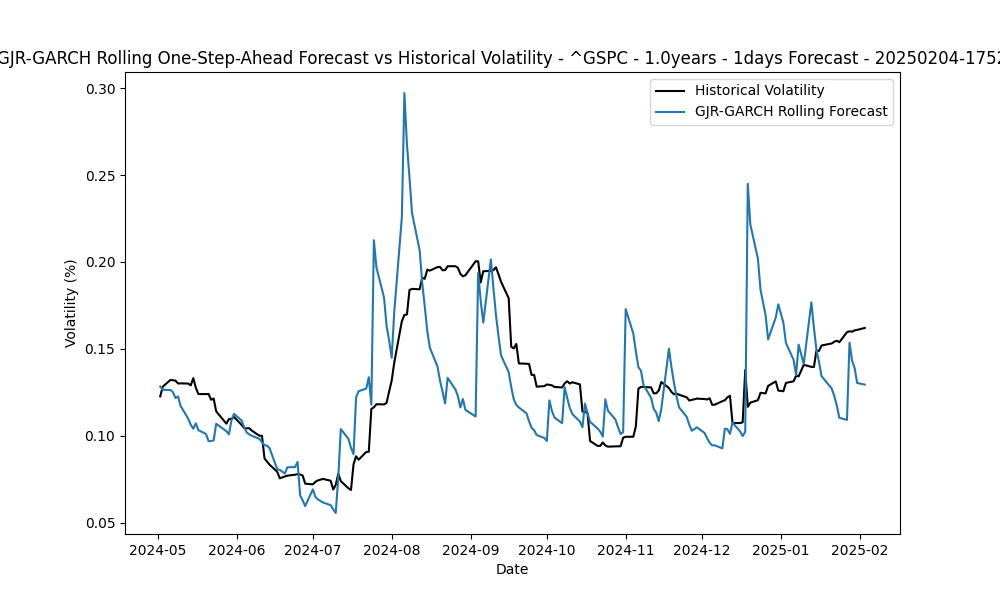 GJR-GARCH Rolling One-Step-Ahead Forecast vs Historical Volatility - ^GSPC - 1.0years - 1days Forecast - 20250204-1752
Historical Volatility
GJR-GARCH Rolling Forecast
Volatility (%)
0.30
0.25
0.20
0.15
0.10
0.05
2024-05 2024-06 2024-07 2024-08 2024-09 2024-10 2024-11 2024-12 2025-01 2025-02
Date